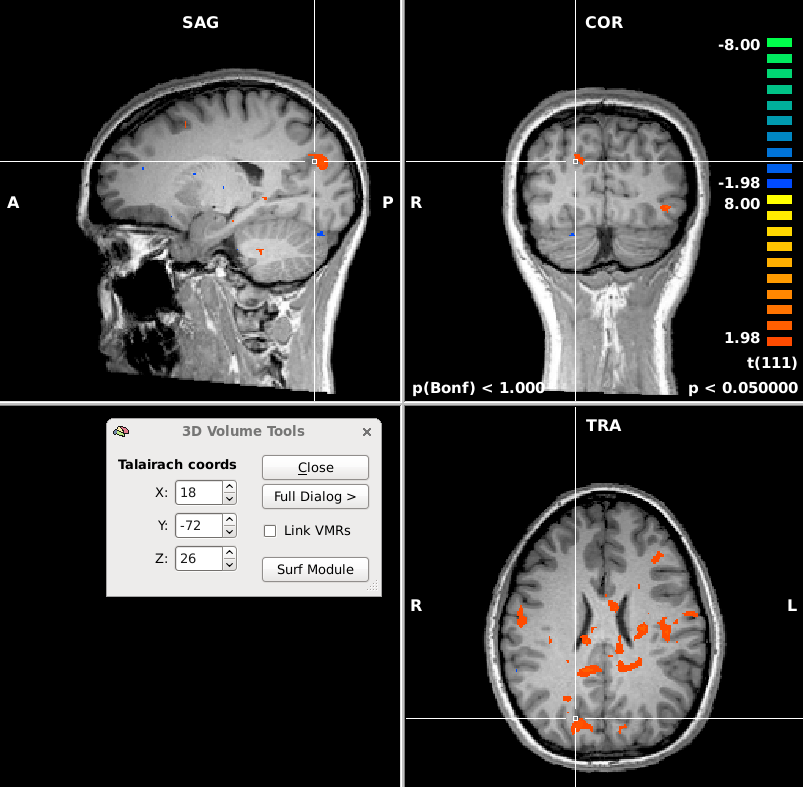 SAG
A
P
COR
-8.00
-1.98
8.00
R
1.98
t(111)
p(Bonf) < 1.000
p < 0.050000
3D Volume Tools
Talairach coords
Close
X: 18
Full Dialog >
Y: -72
Link VMRs
Z: 26
Surf Module
TRA
R
L